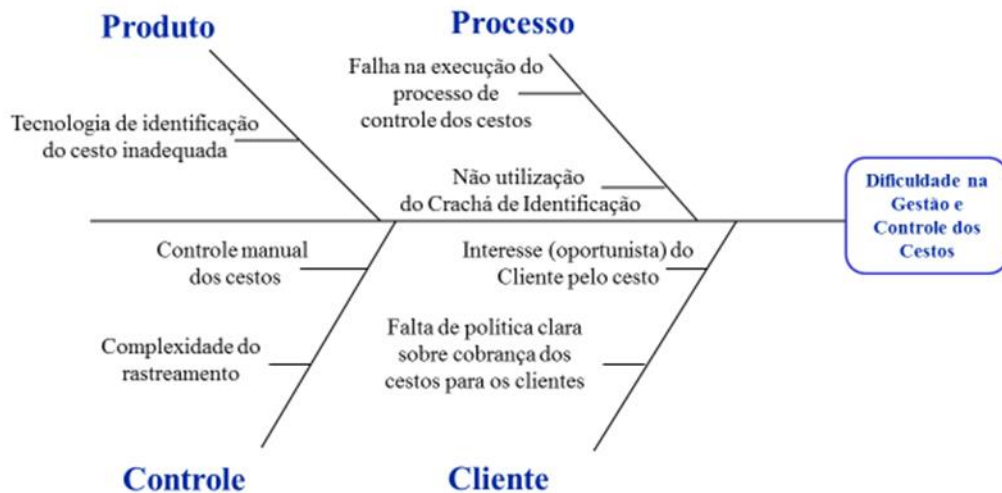 Produto
Processo
Falha na execução do
processo de
controle dos cestos
Tecnologia de identificação
do cesto inadequada
Não utilização
do Crachá de Identificação
Dificuldade na
Gestão e
Controle dos
Cestos
Controle manual
dos cestos
Interesse (oportunista) do
Cliente pelo cesto
Complexidade do
rastreamento
Falta de política clara
sobre cobrança dos
cestos para os clientes
Controle
Cliente